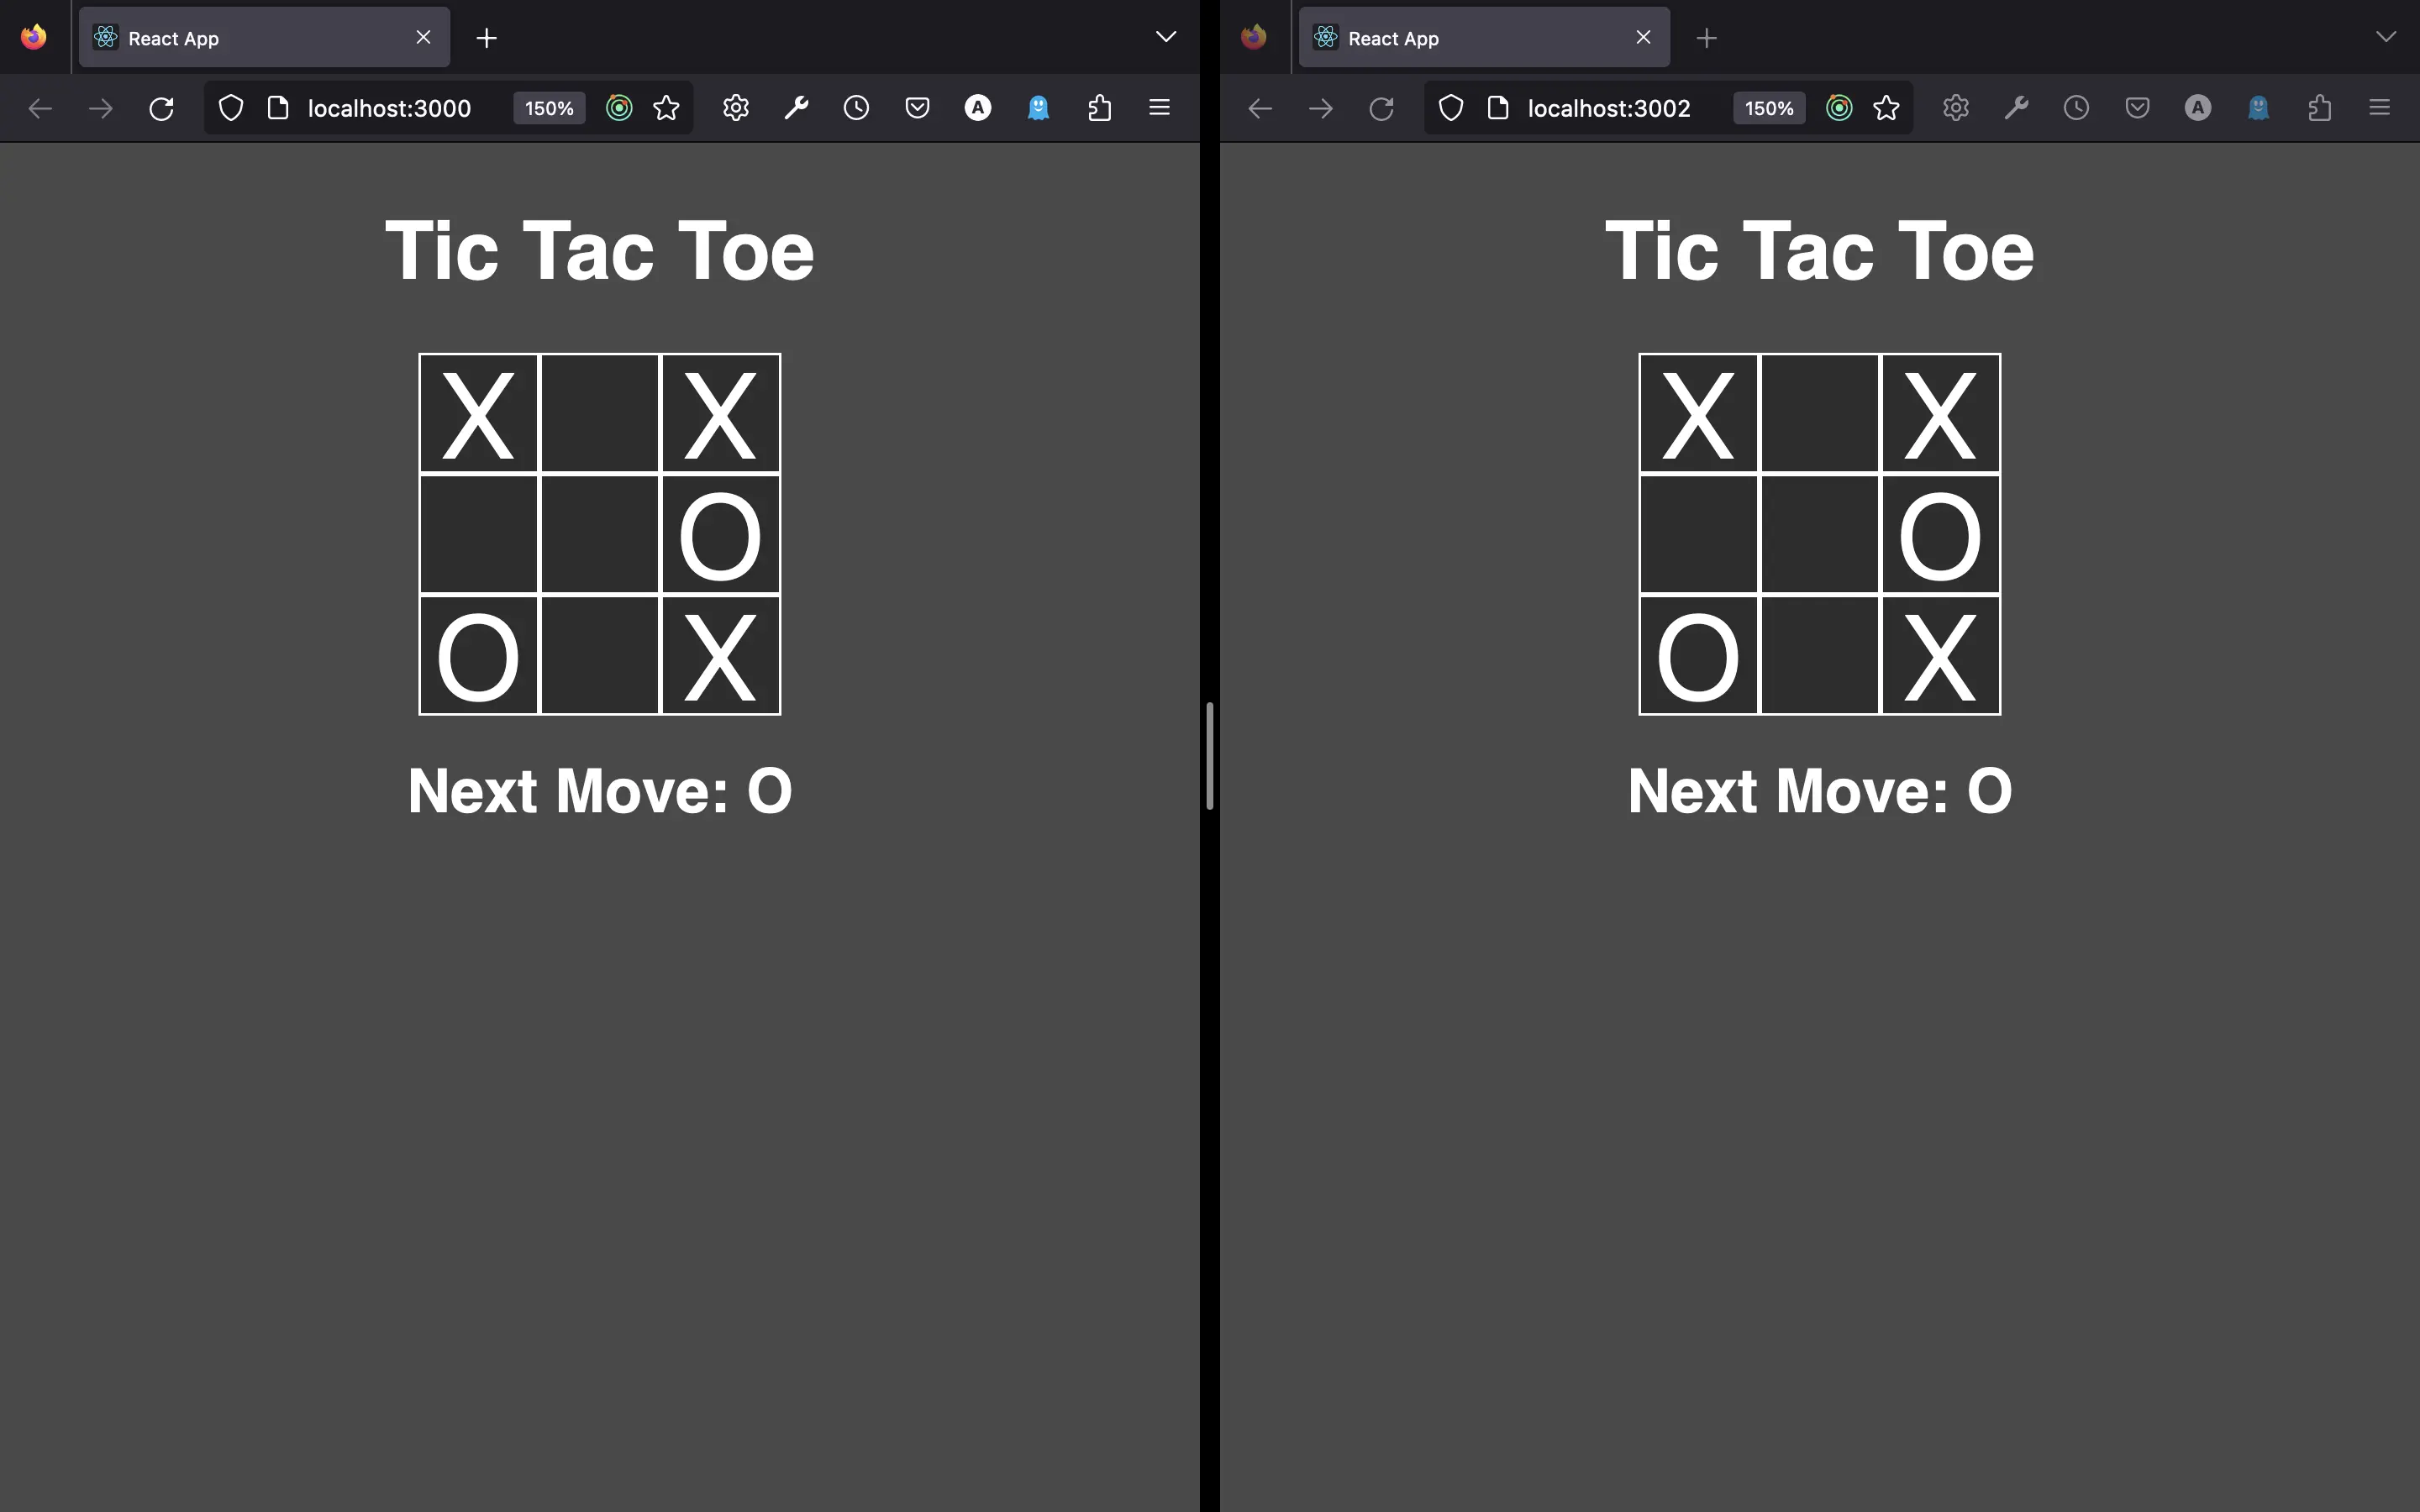 React App
localhost:3000 150%
Tic Tac Toe
X X
O
O X
Next Move: O
React App
localhost:3002 150%
Tic Tac Toe
X X
O
O X
Next Move: O